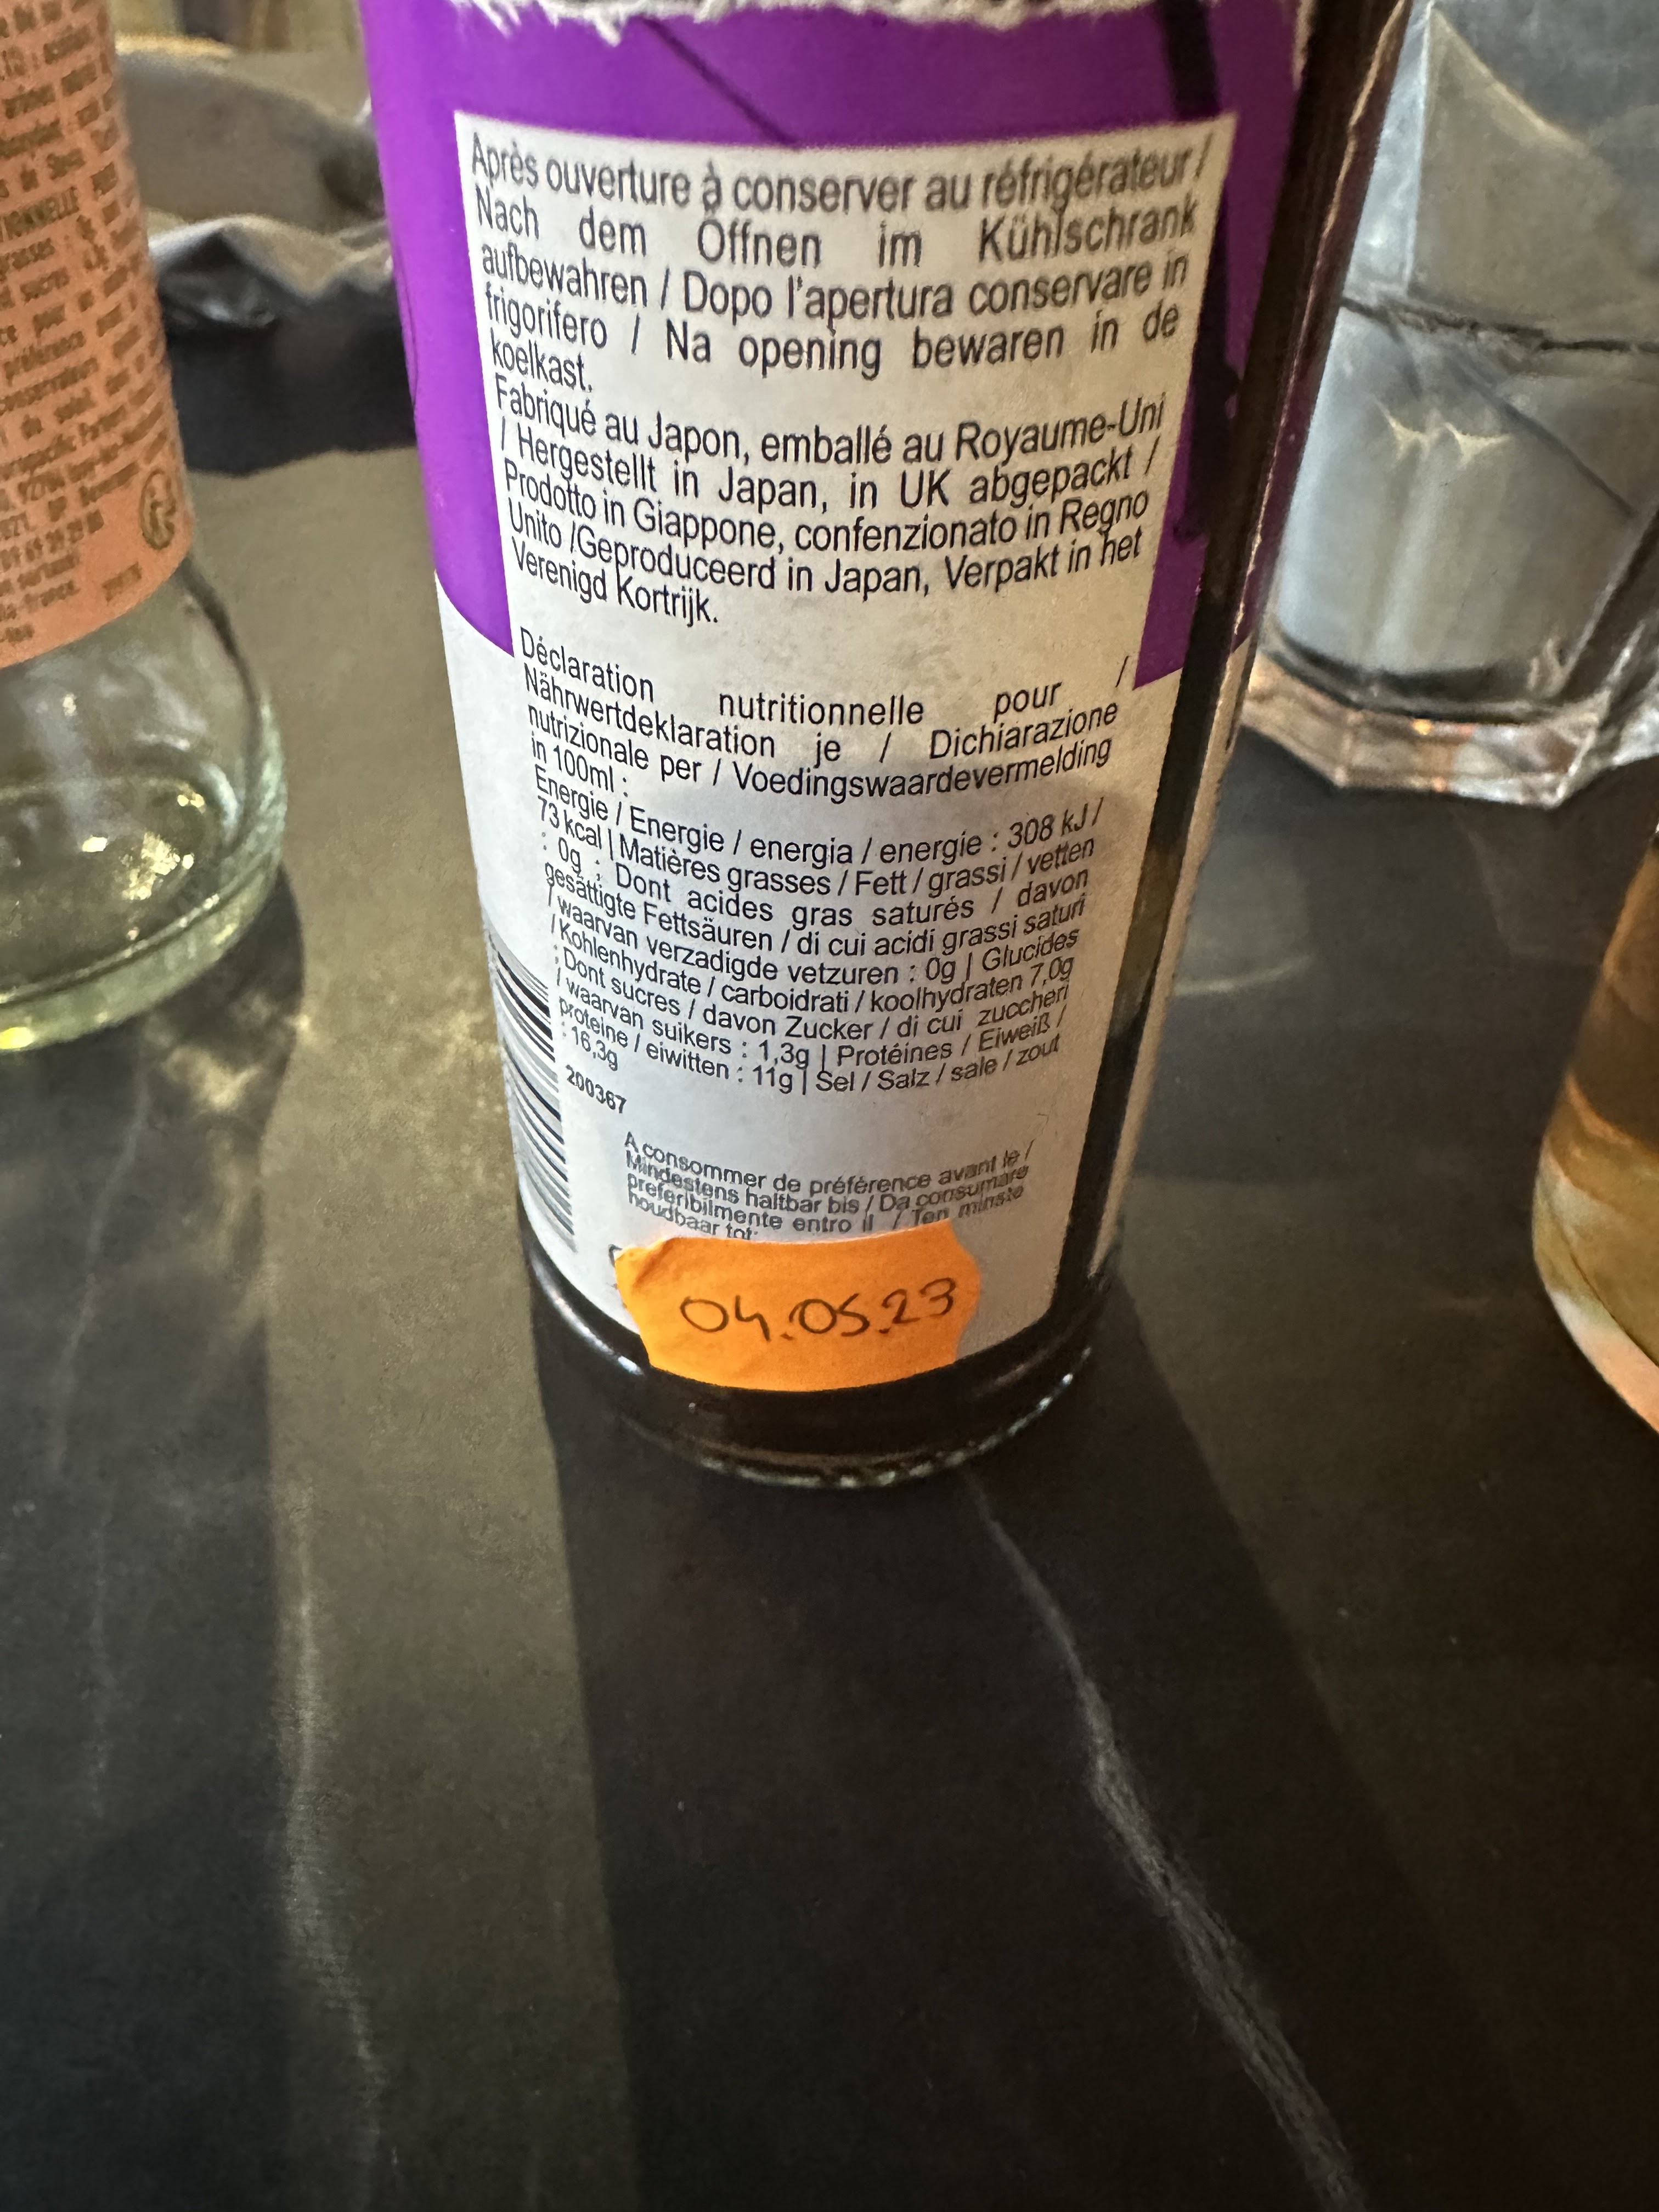 Après ouverture à conserver au réfrigérateur /
Nach dem Öffnen im Kühlschrank
aufbewahren / Dopo l'apertura conservare in
frigorifero / Na opening bewaren in de
koelkast.
Fabriqué au Japon, emballé au Royaume-Uni
/ Hergestellt in Japan, in UK abgepackt /
Prodotto in Giappone, confenzionato in Regno
Unito /Geproduceerd in Japan, Verpakt in het
Verenigd Kortrijk.
Déclaration nutritionnelle pour /
Nährwertdeklaration je / Dichiarazione
nutrizionale per / Voedingswaardevermelding
in 100ml :
Energie / Energie / energia / energie : 308 kJ /
73 kcal | Matières grasses / Fett / grassi / vetten
: 0g ; Dont acides gras saturés / davon
gesättigte Fettsäuren / di cui acidi grassi saturi
/ waarvan verzadigde vetzuren : 0g | Glucides
/ Kohlenhydrate / carboidrati / koolhydraten 7,0g
; Dont sucres / davon Zucker / di cui zuccheri
/ waarvan suikers : 1,3g | Protéines / Eiweiß /
proteine / eiwitten : 11g | Sel / Salz / sale / zout
: 16,3g
200367
A consommer de préférence avant le /
Mindestens haltbar bis / Da consumare
preferibilmente entro il / Ten minste
houdbaar tot:
04.05.23